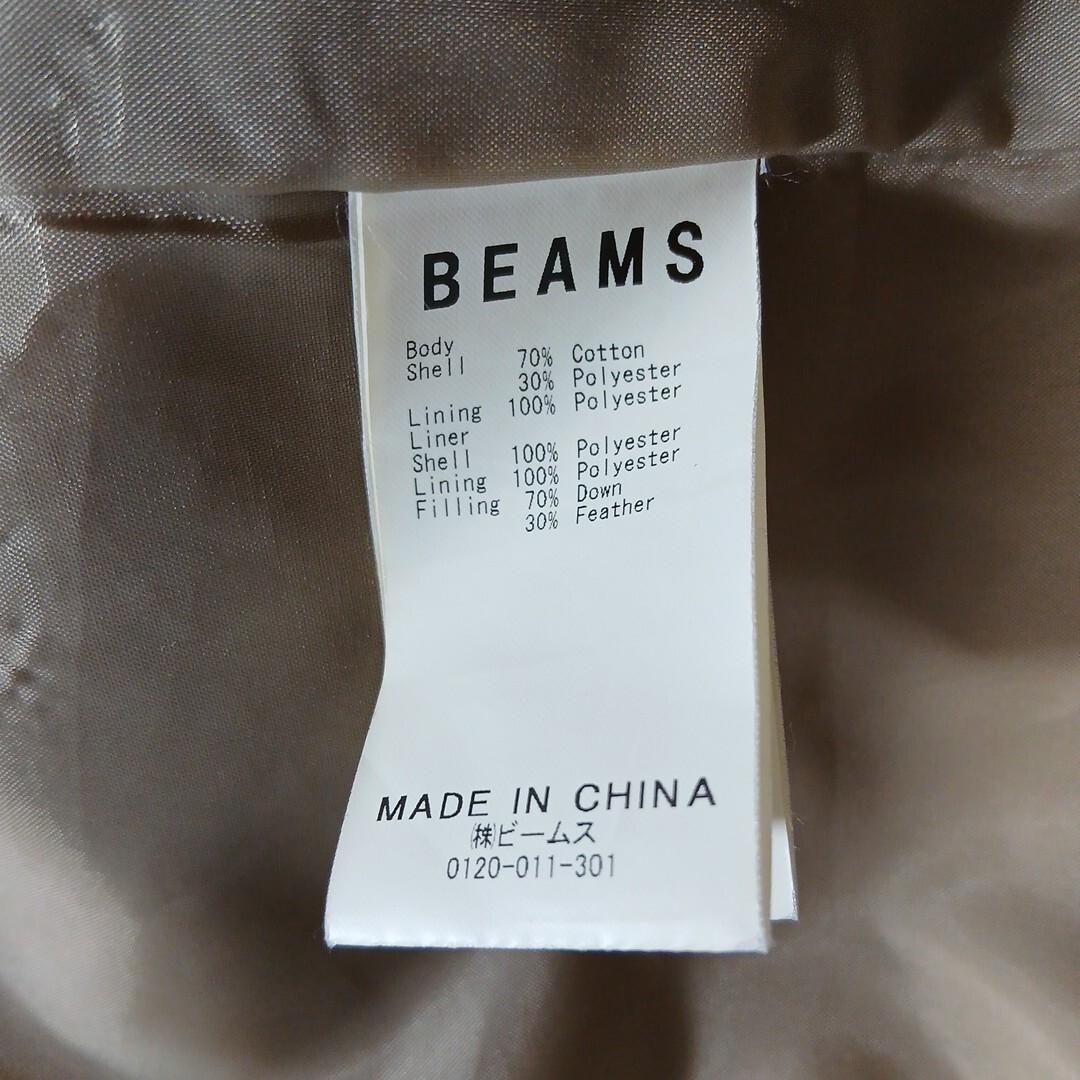 BEAMS
Body
Shell 70% Cotton
30% Polyester
Lining 100% Polyester
Liner
Shell 100% Polyester
Lining 100% Polyester
Filling 70% Down
30% Feather
MADE IN CHINA
㈱ビームス
0120-011-301